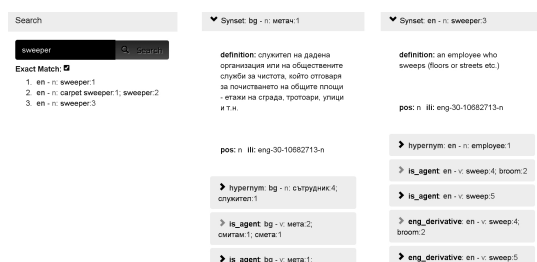 Search
sweeper
Search
Exact Match:
1. en - n: sweeper:1
2. en - n: carpet sweeper:1; sweeper:2
3. en - n: sweeper:3
Synset: bg - n: метач:1
definition: служител на дадена
организация или на обществените
служби за чистота, който отговаря
за почистването на общите площи
- етажи на сграда, тротоари, улици
и т.н.
pos: n ili: eng-30-10682713-n
hypernym: bg - n: сътрудник:4;
служител:1
is_agent: bg - v: мета:2;
смитам:1; смета:1
is_agent: bg - v: мета:1;
Synset: en - n: sweeper:3
definition: an employee who
sweeps (floors or streets etc.)
pos: n ili: eng-30-10682713-n
hypernym: en - n: employee:1
is_agent: en - v: sweep:4; broom:2
is_agent: en - v: sweep:5
eng_derivative: en - v: sweep:4;
broom:2
eng_derivative: en - v: sweep:5